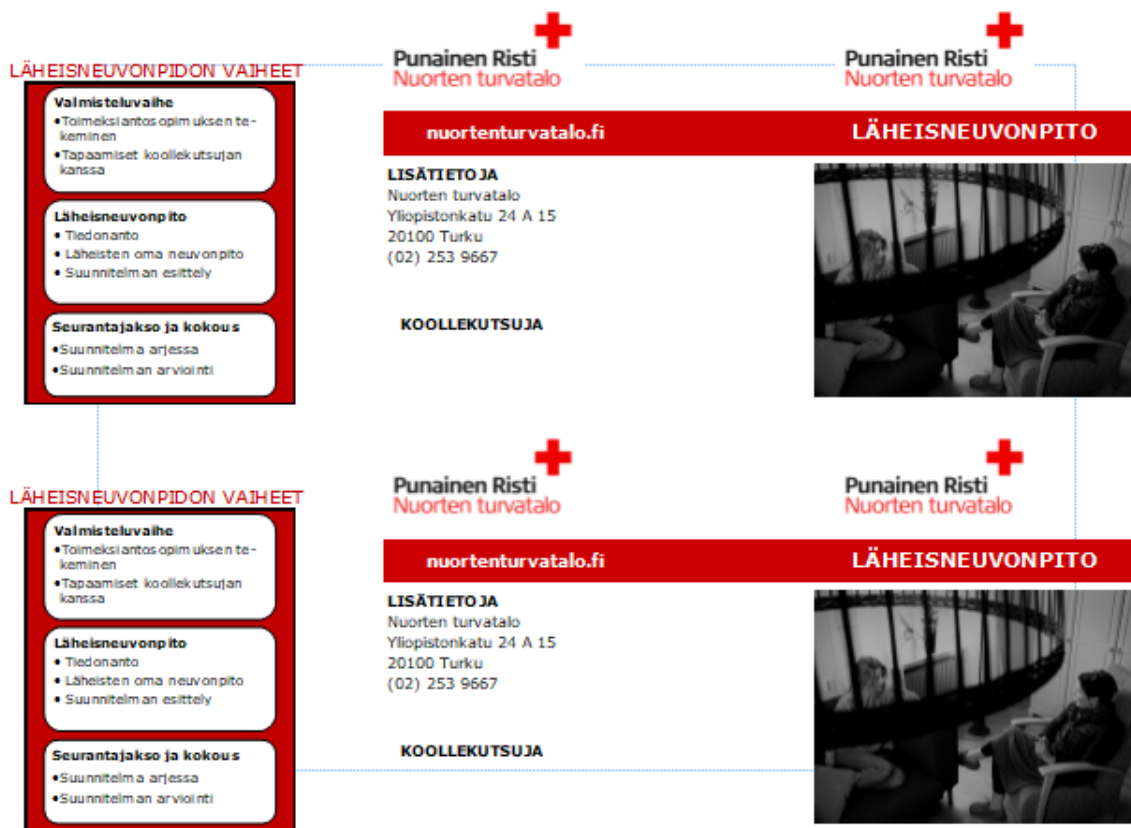 LÄHEISNEUVONPIDON VAIHEET
Valmisteluvaihe
•Toimeksiantosopimuksen te-
keminen
•Tapaamiset koollekutsujan
kanssa
Läheisneuvonpito
• Tiedonanto
• Läheisten oma neuvonpito
• Suunnitelman esittely
Seurantajakso ja kokous
•Suunnitelma arjessa
•Suunnitelman arviointi
Punainen Risti
Nuorten turvatalo
nuortenturvatalo.fi
LISÄTIETOJA
Nuorten turvatalo
Yliopistonkatu 24 A 15
20100 Turku
(02) 253 9667
KOOLLEKUTSUJA
Punainen Risti
Nuorten turvatalo
LÄHEISNEUVONPITO
LÄHEISNEUVONPIDON VAIHEET
Valmisteluvaihe
•Toimeksiantosopimuksen te-
keminen
•Tapaamiset koollekutsujan
kanssa
Läheisneuvonpito
• Tiedonanto
• Läheisten oma neuvonpito
• Suunnitelman esittely
Seurantajakso ja kokous
•Suunnitelma arjessa
•Suunnitelman arviointi
Punainen Risti
Nuorten turvatalo
nuortenturvatalo.fi
LISÄTIETOJA
Nuorten turvatalo
Yliopistonkatu 24 A 15
20100 Turku
(02) 253 9667
KOOLLEKUTSUJA
Punainen Risti
Nuorten turvatalo
LÄHEISNEUVONPITO